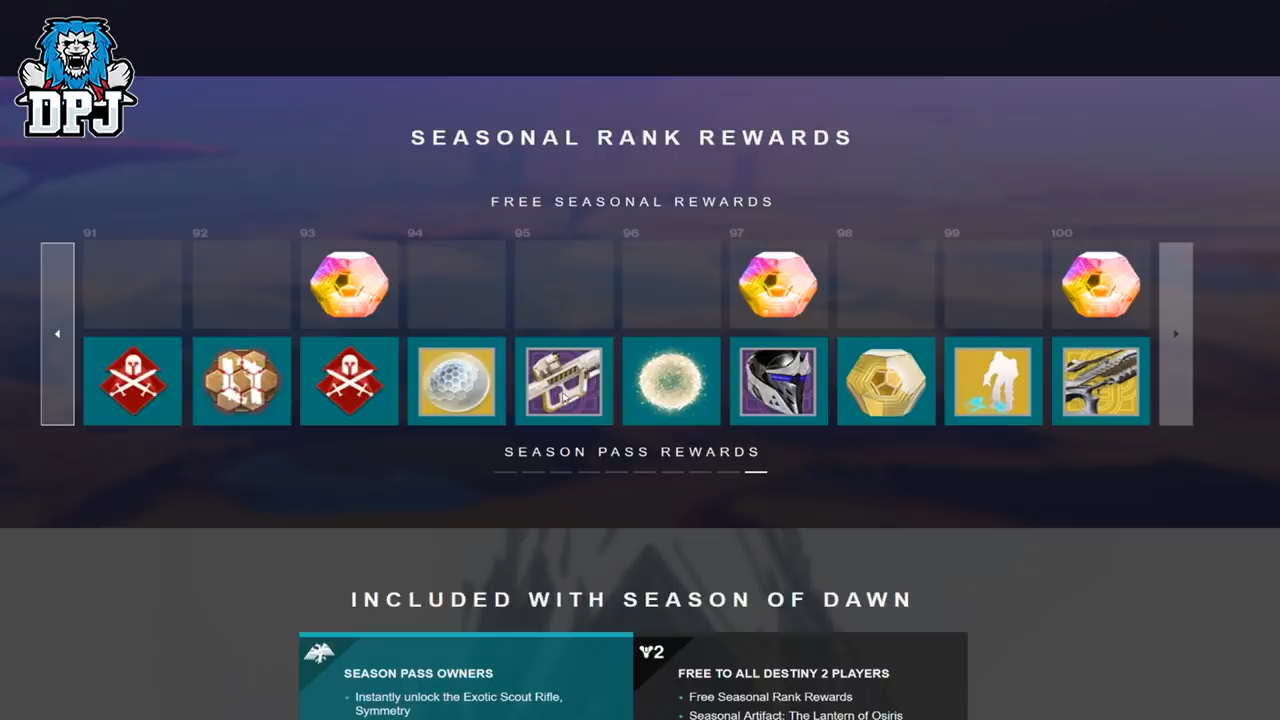 DPJ
SEASONAL RANK REWARDS
FREE SEASONAL REWARDS
91 92 93 94 95 96 97 98 99 100
SEASON PASS REWARDS
INCLUDED WITH SEASON OF DAWN
SEASON PASS OWNERS
Instantly unlock the Exotic Scout Rifle,
Symmetry
2
FREE TO ALL DESTINY 2 PLAYERS
Free Seasonal Rank Rewards
Seasonal Artifact: The Lantern of Osiris